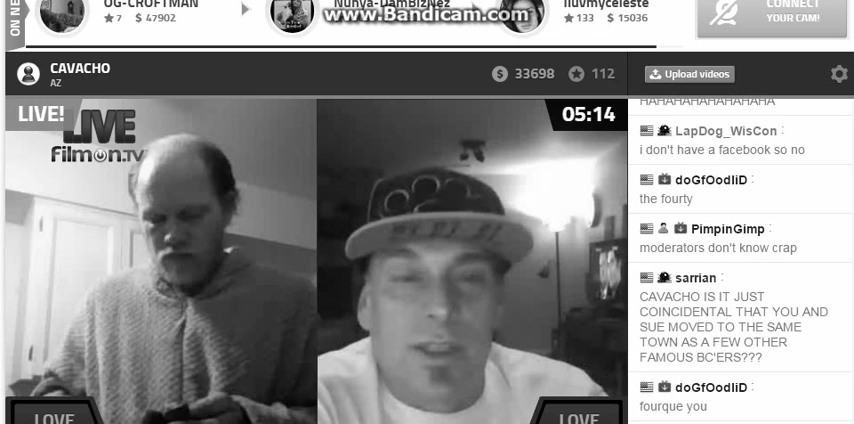 ON NE
OG-CROFTMAN
7 $ 47902
Nunya-DamBizNez
www.Bandicam.com
iluvmyceleste
133 $ 15036
CONNECT
YOUR CAM!
CAVACHO
AZ
$ 33698 112
Upload videos
LIVE!
LIVE
FilmOn.TV
05:14
LOVE
LOVE
HAHAHAHAHAHAHA
LapDog_WisCon :
i don't have a facebook so no
doGfOodIiD :
the fourty
PimpinGimp :
moderators don't know crap
sarrian :
CAVACHO IS IT JUST
COINCIDENTAL THAT YOU AND
SUE MOVED TO THE SAME
TOWN AS A FEW OTHER
FAMOUS BC'ERS???
doGfOodIiD :
fourque you